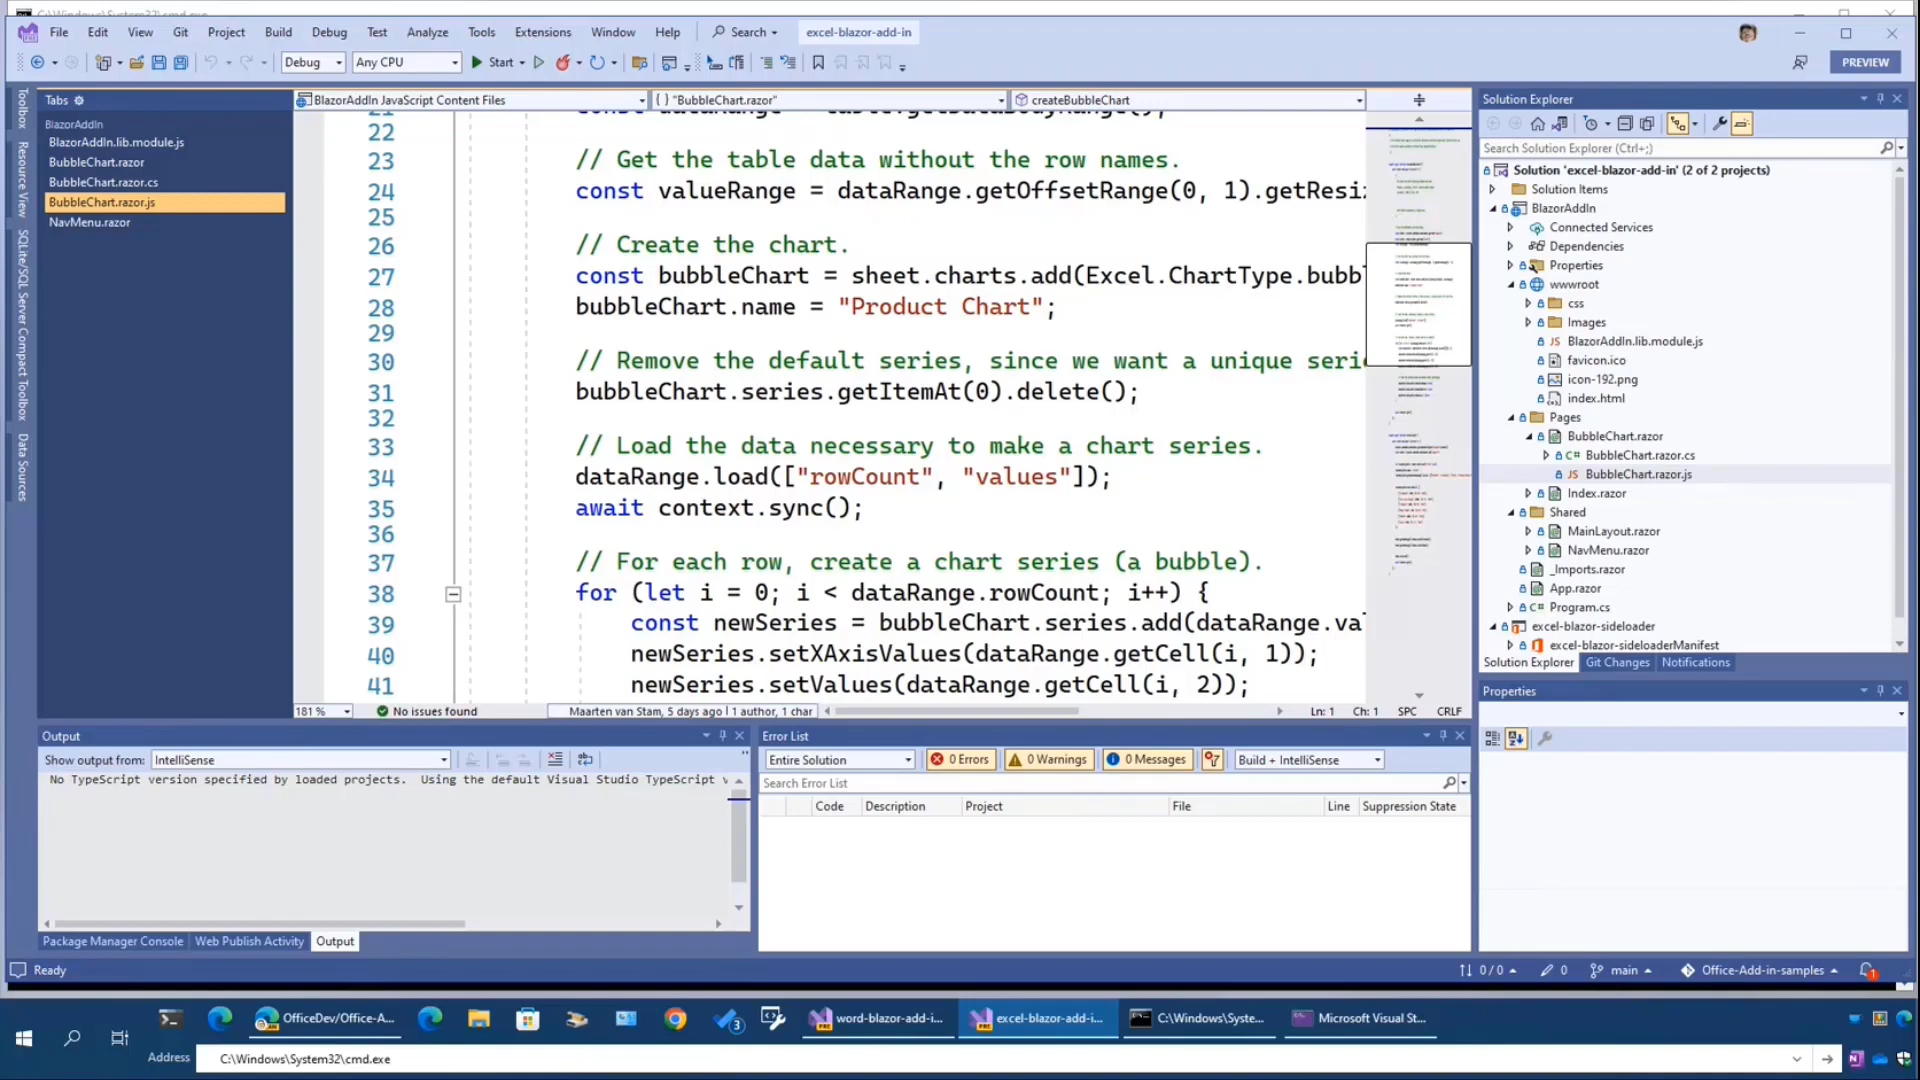 File Edit View Git Project Build Debug Test Analyze Tools Extensions Window Help Search excel-blazor-add-in
Debug Any CPU Start PREVIEW
Toolbox
Resource View
SQLite/SQL Server Compact Toolbox
Data Sources
Tabs
BlazorAddIn
BlazorAddIn.lib.module.js
BubbleChart.razor
BubbleChart.razor.cs
BubbleChart.razor.js
NavMenu.razor
BlazorAddIn JavaScript Content Files { } "BubbleChart.razor" createBubbleChart
22
23 // Get the table data without the row names.
24 const valueRange = dataRange.getOffsetRange(0, 1).getResi
25
26 // Create the chart.
27 const bubbleChart = sheet.charts.add(Excel.ChartType.bubb
28 bubbleChart.name = "Product Chart";
29
30 // Remove the default series, since we want a unique seri
31 bubbleChart.series.getItemAt(0).delete();
32
33 // Load the data necessary to make a chart series.
34 dataRange.load(["rowCount", "values"]);
35 await context.sync();
36
37 // For each row, create a chart series (a bubble).
38 for (let i = 0; i < dataRange.rowCount; i++) {
39 const newSeries = bubbleChart.series.add(dataRange.va
40 newSeries.setXAxisValues(dataRange.getCell(i, 1));
41 newSeries.setValues(dataRange.getCell(i, 2));
181 % No issues found Maarten van Stam, 5 days ago | 1 author, 1 char Ln: 1 Ch: 1 SPC CRLF
Solution Explorer
Search Solution Explorer (Ctrl+;)
Solution 'excel-blazor-add-in' (2 of 2 projects)
Solution Items
BlazorAddIn
Connected Services
Dependencies
Properties
wwwroot
css
Images
JS BlazorAddIn.lib.module.js
favicon.ico
icon-192.png
index.html
Pages
BubbleChart.razor
C# BubbleChart.razor.cs
JS BubbleChart.razor.js
Index.razor
Shared
MainLayout.razor
NavMenu.razor
_Imports.razor
App.razor
C# Program.cs
excel-blazor-sideloader
excel-blazor-sideloaderManifest
Solution Explorer Git Changes Notifications
Properties
Output
Show output from: IntelliSense
No TypeScript version specified by loaded projects. Using the default Visual Studio TypeScript v
Package Manager Console Web Publish Activity Output
Error List
Entire Solution 0 Errors 0 Warnings 0 Messages Build + IntelliSense
Search Error List
Code Description Project File Line Suppression State
Ready 0 / 0 0 main Office-Add-in-samples 1
OfficeDev/Office-A... 3 word-blazor-add-i... excel-blazor-add-i... C:\Windows\Syste... Microsoft Visual St...
Address C:\Windows\System32\cmd.exe